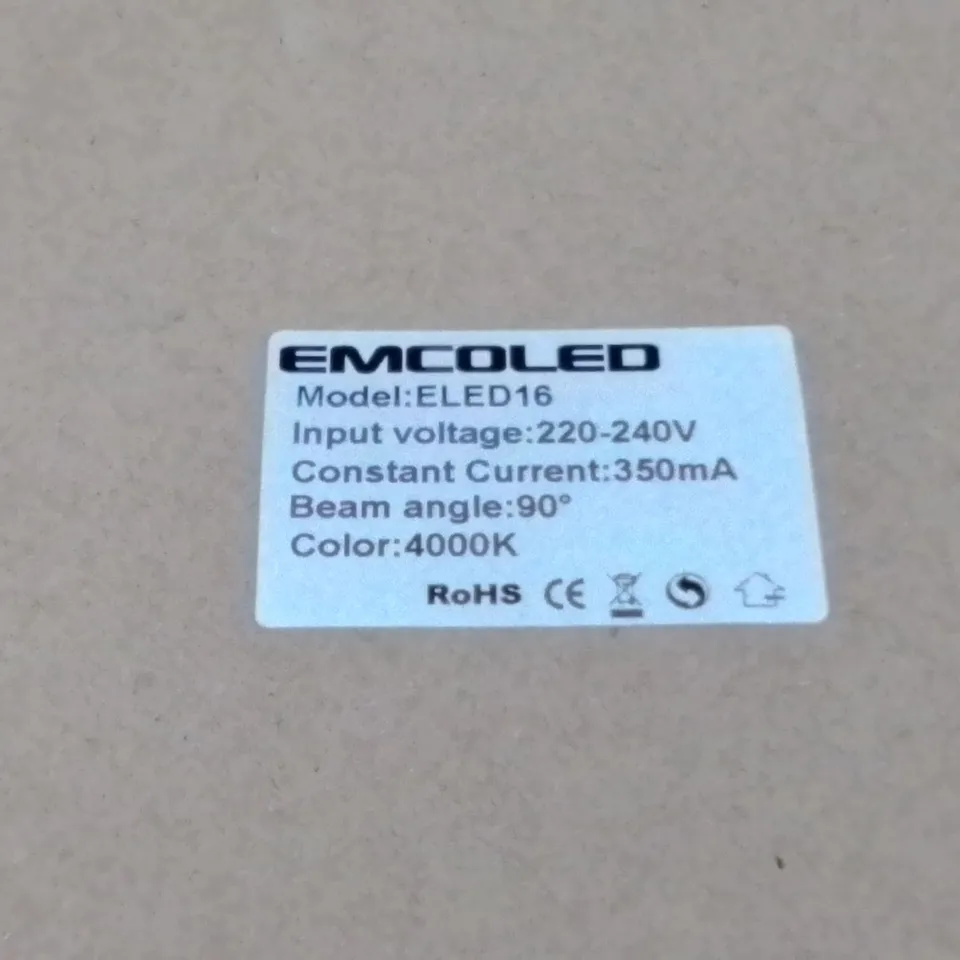 EMCOLED
Model:ELED16
Input voltage:220-240V
Constant Current:350mA
Beam angle:90°
Color:4000K
RoHS CE